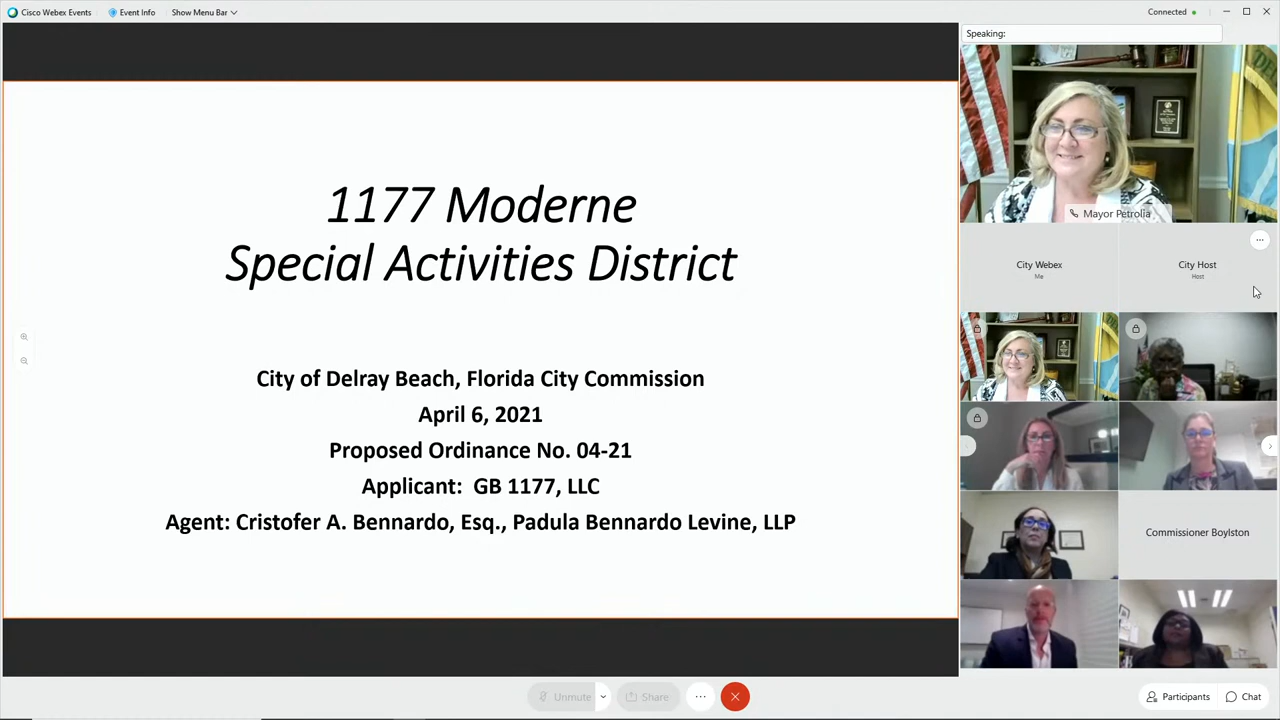 Cisco Webex Events
Event Info
Show Menu Bar
Connected
Speaking:
Mayor Petrolia
1177 Moderne
Special Activities District
City of Delray Beach, Florida City Commission
April 6, 2021
Proposed Ordinance No. 04-21
Applicant: GB 1177, LLC
Agent: Cristofer A. Bennardo, Esq., Padula Bennardo Levine, LLP
City Webex
Me
City Host
Host
Commissioner Boylston
Unmute
Share
Participants
Chat